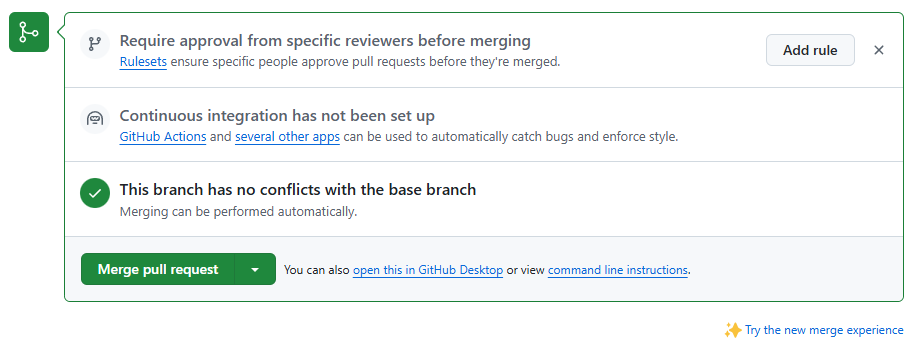 Require approval from specific reviewers before merging
Add rule
Rulesets ensure specific people approve pull requests before they're merged.
Continuous integration has not been set up
GitHub Actions and several other apps can be used to automatically catch bugs and enforce style.
This branch has no conflicts with the base branch
Merging can be performed automatically.
Merge pull request
You can also open this in GitHub Desktop or view command line instructions.
Try the new merge experience